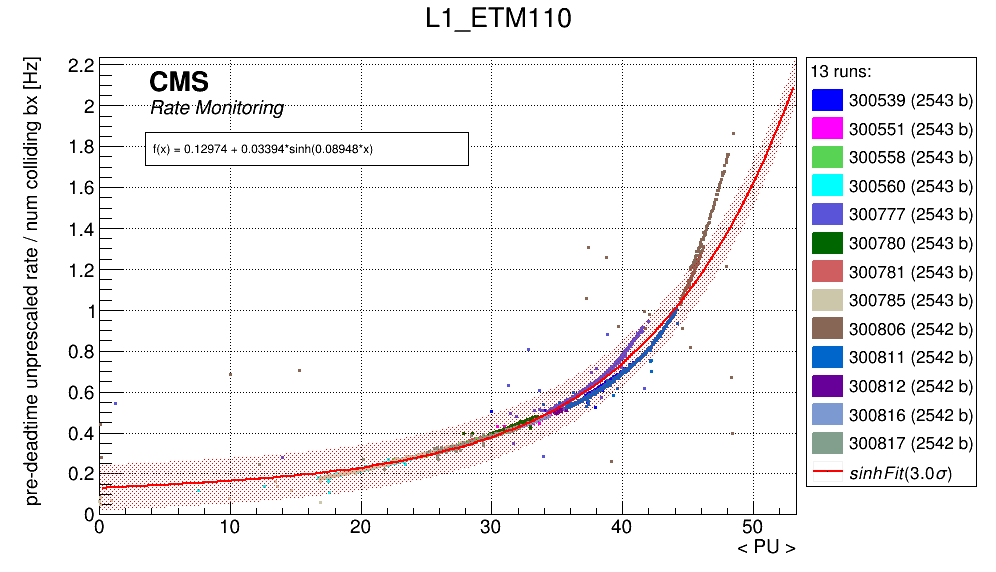 L1_ETM110
pre-deadtime unprescaled rate / num colliding bx [Hz]
2.2
2
1.8
1.6
1.4
1.2
1
0.8
0.6
0.4
0.2
0
CMS
Rate Monitoring
f(x) = 0.12974 + 0.03394*sinh(0.08948*x)
0 10 20 30 40 50
< PU >
13 runs:
300539 (2543 b)
300551 (2543 b)
300558 (2543 b)
300560 (2543 b)
300777 (2543 b)
300780 (2543 b)
300781 (2543 b)
300785 (2543 b)
300806 (2542 b)
300811 (2542 b)
300812 (2542 b)
300816 (2542 b)
300817 (2542 b)
sinhFit(3.0σ)